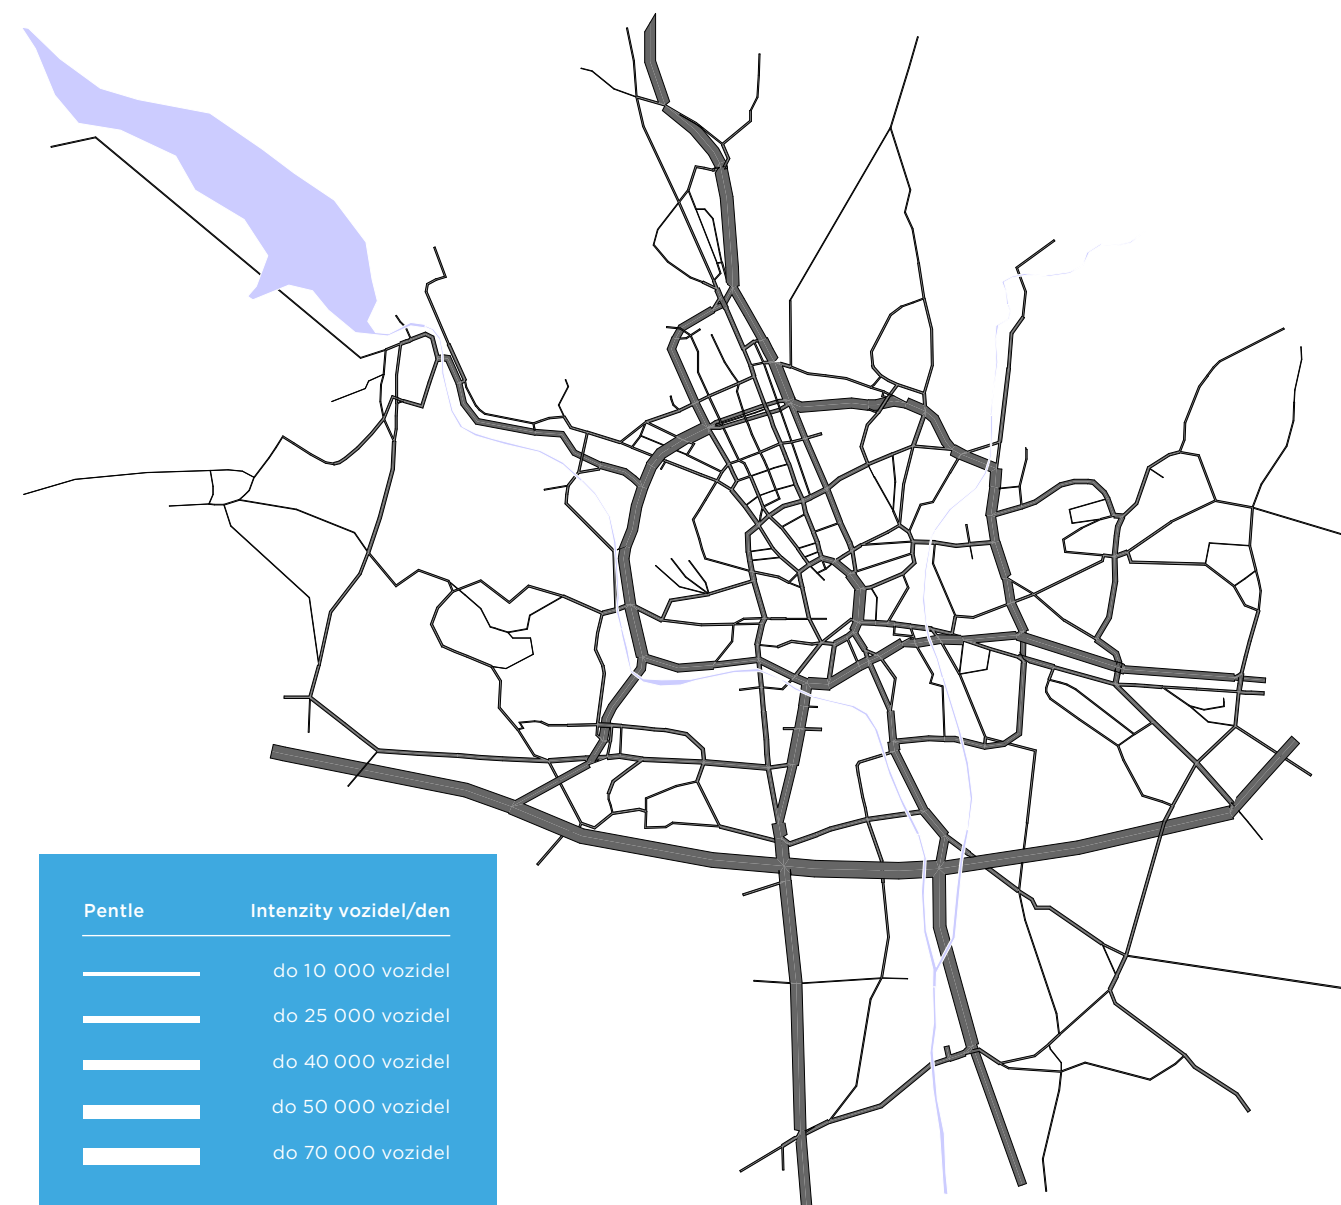 Pentle Intenzity vozidel/den
do 10 000 vozidel
do 25 000 vozidel
do 40 000 vozidel
do 50 000 vozidel
do 70 000 vozidel